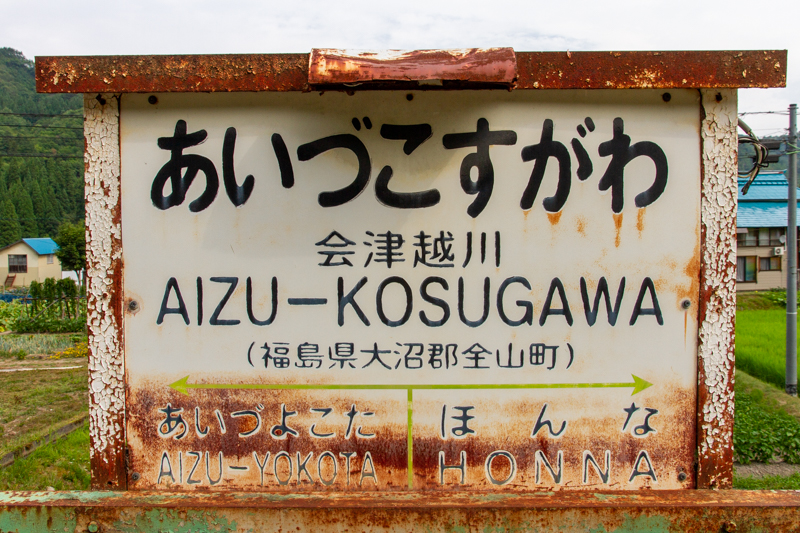 あいづこすがわ
会津越川
AIZU-KOSUGAWA
(福島県大沼郡全山町)
あいづよこた ほんな
AIZU-YOKOTA HONNA